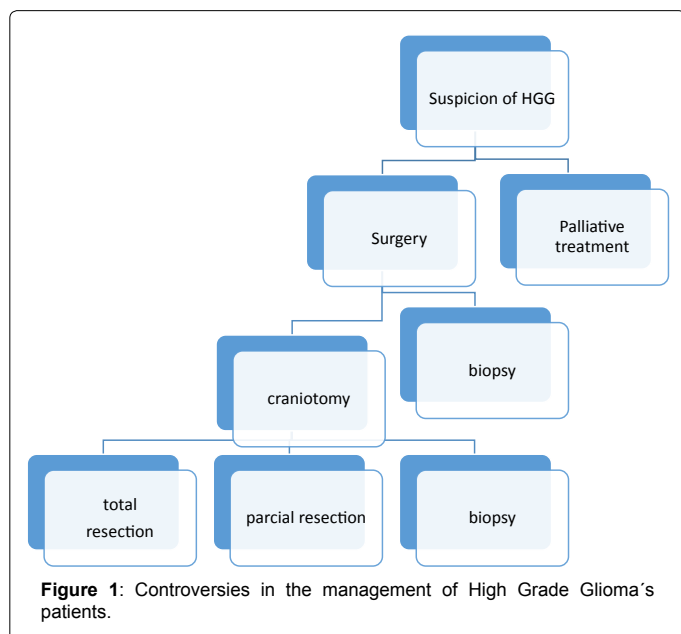 Suspicion of HGG
Surgery
Palliative
treatment
craniotomy
biopsy
total
resection
parcial resection
biopsy
Figure 1: Controversies in the management of High Grade Glioma´s
patients.